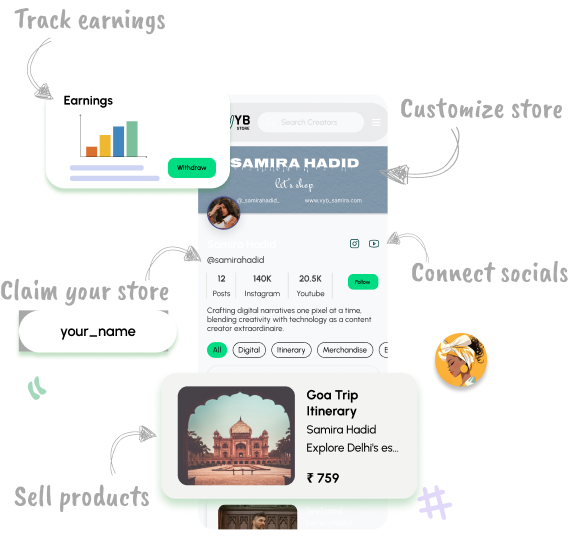 Track earnings
Earnings
Withdraw
VYB
STORE
Search Creators
Customize store
SAMIRA HADID
let's shop
@_samirahadid_
www.vyb_samira.com
Samira Hadid
@samirahadid
Connect socials
12
140K
20.5K
Posts
Instagram
Youtube
Follow
Claim your store
your_name
Crafting digital narratives one pixel at a time,
blending creativity with technology as a content
creator extraordinaire.
All
Digital
Itinerary
Merchandise
Goa Trip
Itinerary
Samira Hadid
Explore Delhi's es...
₹ 759
Sell products